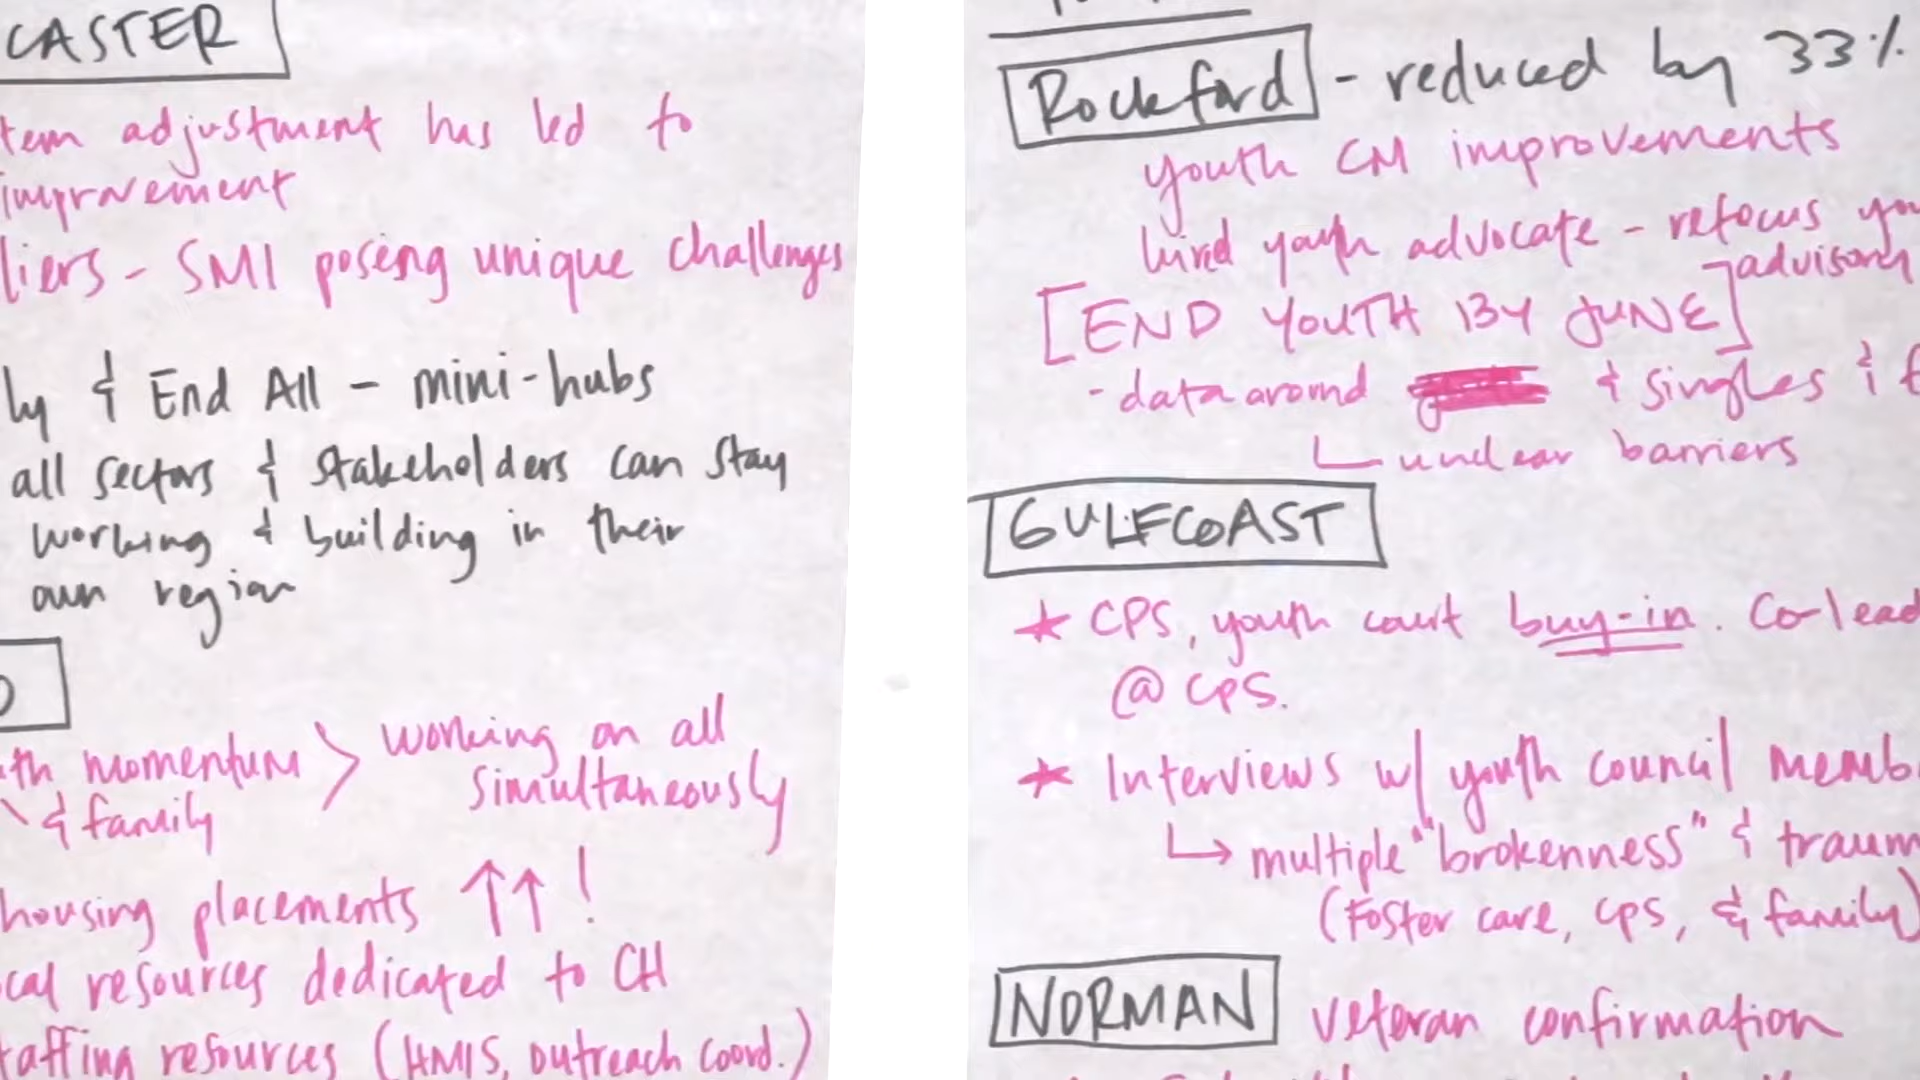 CASTER
tem adjustment has led to
improvement
liers - SMI poseng unique challenges
ly & End All - mini-hubs
all sectors & stakeholders can stay
working & building in their
own region
th momentum > working on all
simultaneously
& family
housing placements ↑↑!
cal resources dedicated to CH
taffing resources (HMIS, outreach coord.)
Rockford - reduced by 33%
youth CM improvements
hired youth advocate - refocus you
advisory
[END YOUTH BY JUNE]
- data around & singles & f
unclear barriers
GULFCOAST
★ CPS, youth court buy-in. Co-lead
@ CPS.
★ Interviews w/ youth council memb
↳ multiple "brokenness" & traum
(Foster care, CPS, & family)
NORMAN veteran confirmation